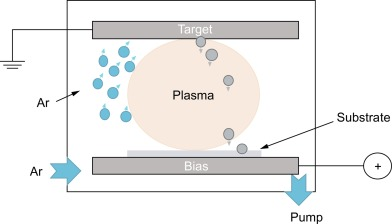 Target
Ar
Plasma
Substrate
Ar
Bias
+
Pump